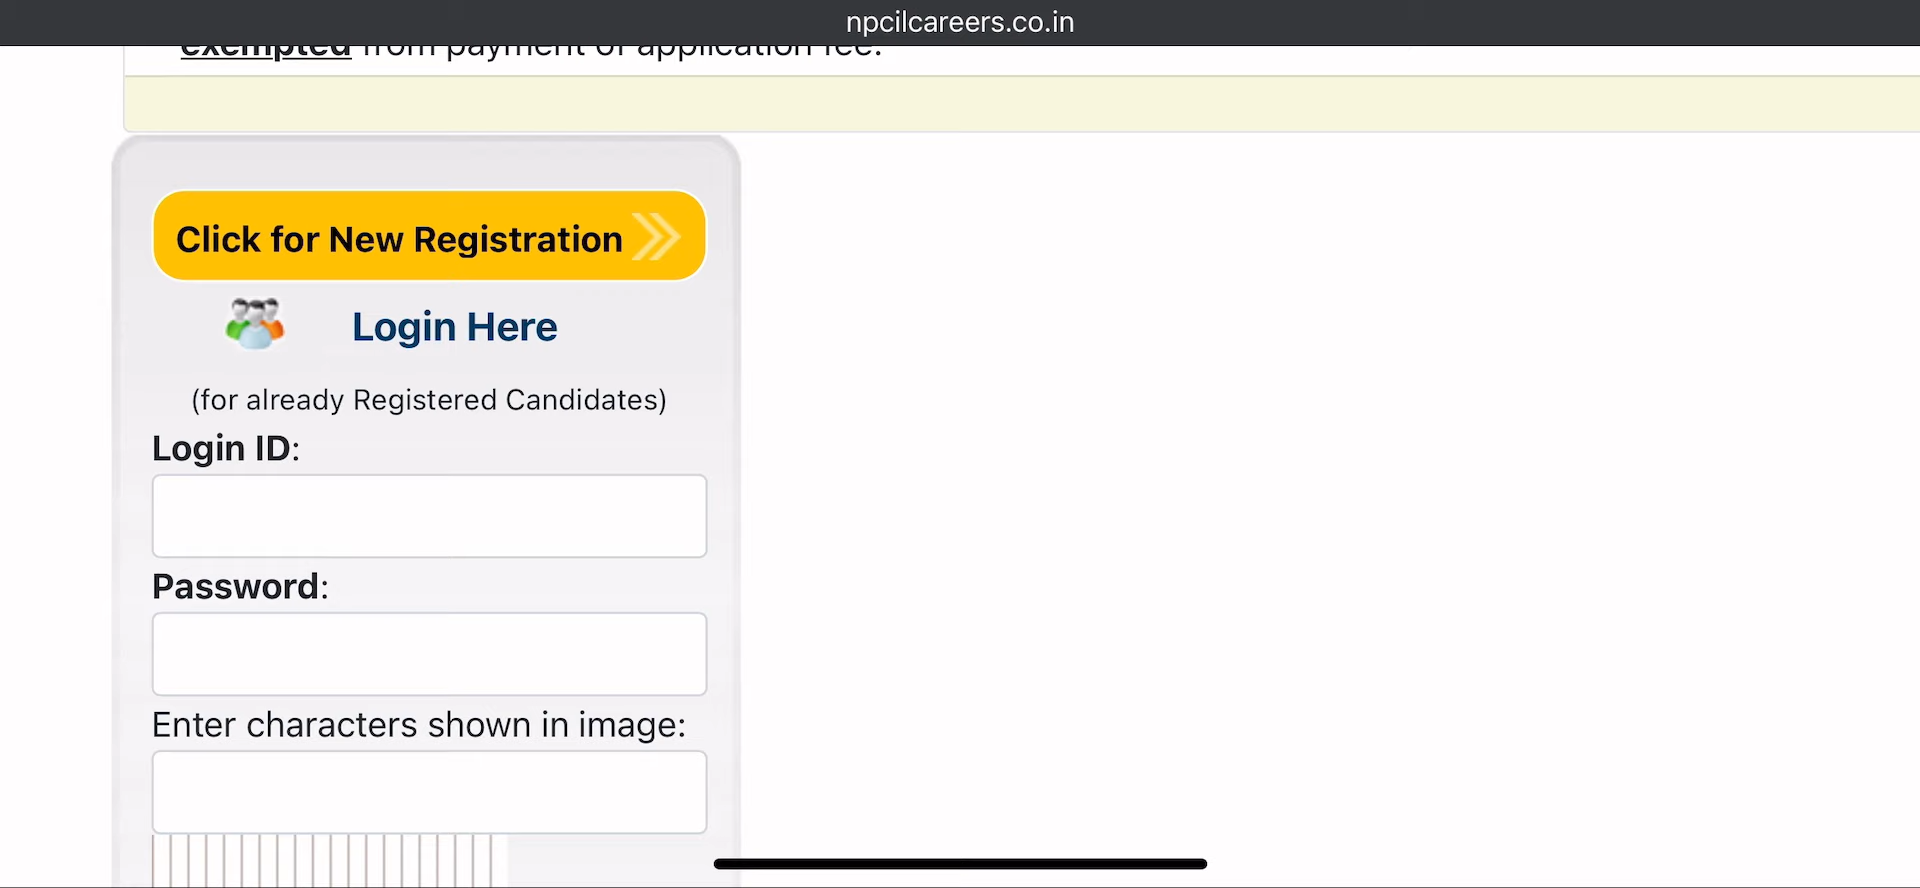 npcilcareers.co.in
exempted from payment of application fee.
Click for New Registration
Login Here
(for already Registered Candidates)
Login ID:
Password:
Enter characters shown in image: